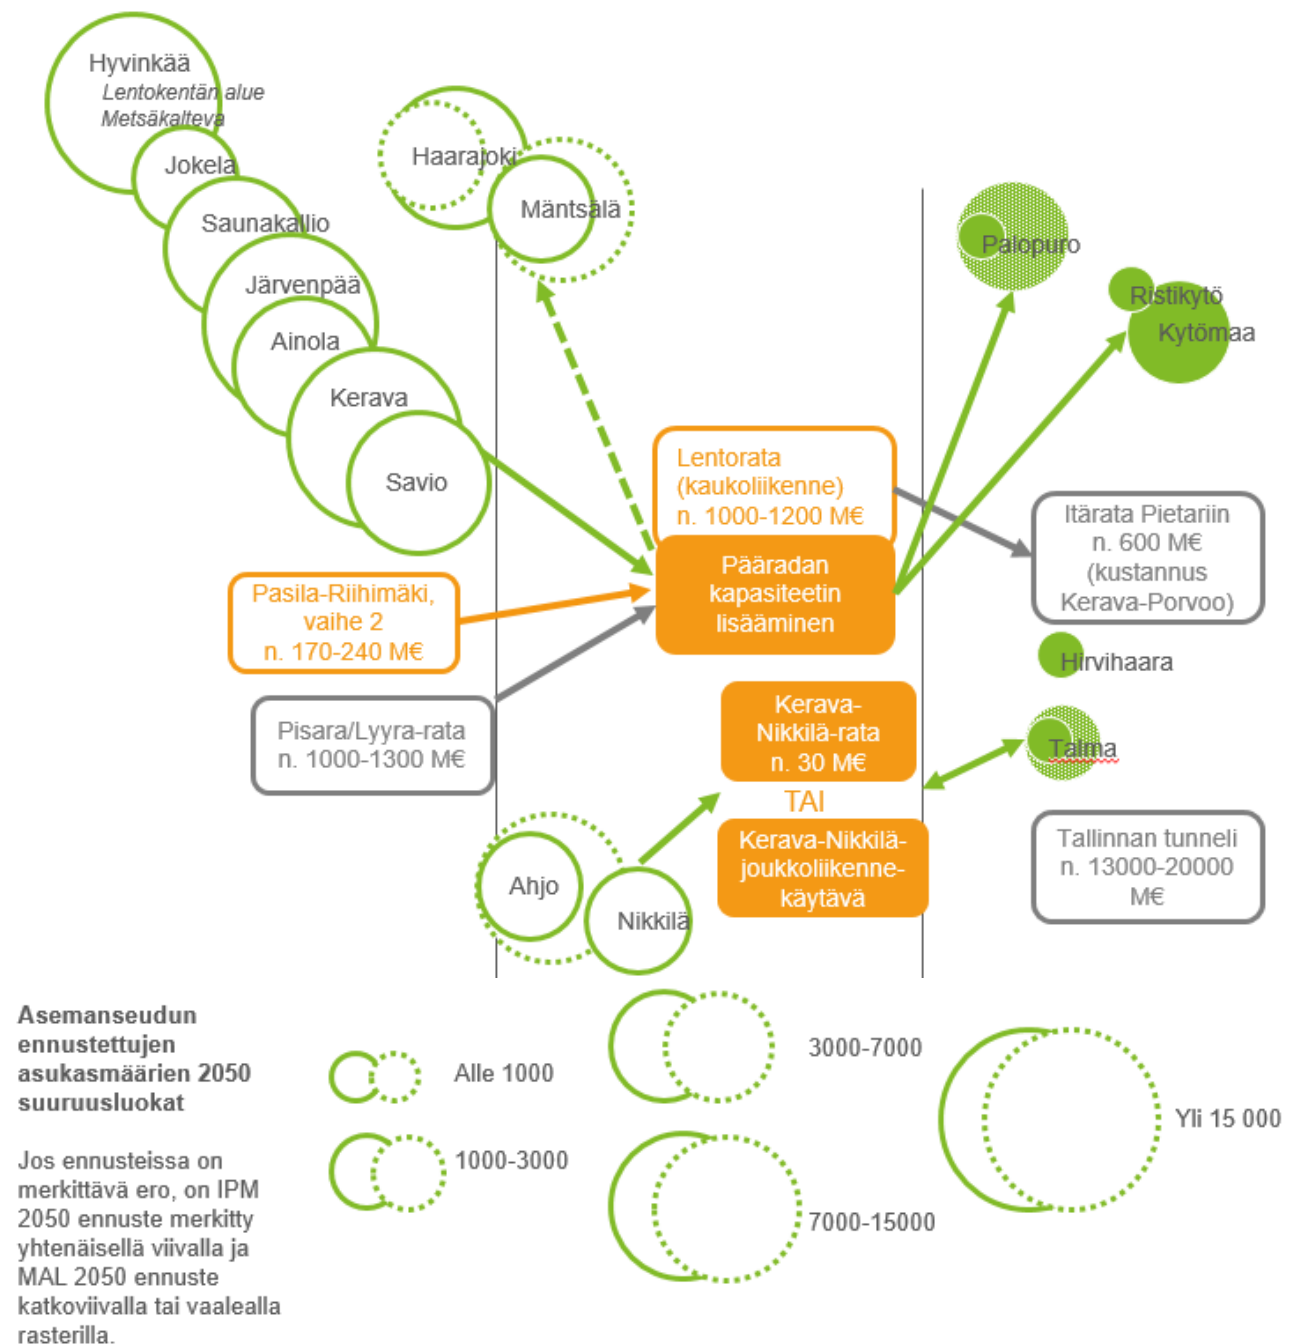 Hyvinkää
Lentokentän alue
Metsäkalteva
Jokela
Saunakallio
Järvenpää
Ainola
Kerava
Savio
Haarajoki
Mäntsälä
Palopuro
Ristikytö
Kytömaa
Lentorata
(kaukoliikenne)
n. 1000-1200 M€
Pääradan
kapasiteetin
lisääminen
Itärata Pietariin
n. 600 M€
(kustannus
Kerava-Porvoo)
Pasila-Riihimäki,
vaihe 2
n. 170-240 M€
Hirvihaara
Pisara/Lyyra-rata
n. 1000-1300 M€
Kerava-
Nikkilä-rata
n. 30 M€
TAI
Kerava-Nikkilä-
joukkoliikenne-
käytävä
Talma
Tallinnan tunneli
n. 13000-20000
M€
Ahjo
Nikkilä
Asemanseudun
ennustettujen
asukasmäärien 2050
suuruusluokat
Jos ennusteissa on
merkittävä ero, on IPM
2050 ennuste merkitty
yhtenäisellä viivalla ja
MAL 2050 ennuste
katkoviivalla tai vaalealla
rasterilla.
Alle 1000
1000-3000
3000-7000
7000-15000
Yli 15 000